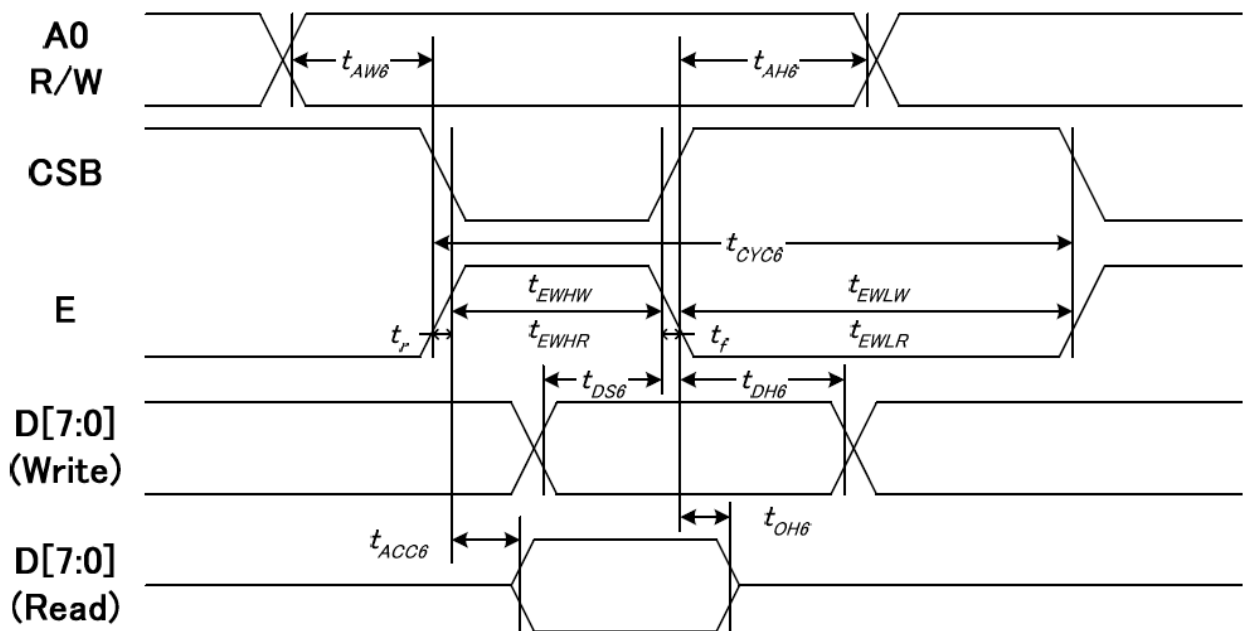 A0
R/W
t_AW6
t_AH6
CSB
t_CYC6
E
t_EWHW
t_EWLW
t_r
t_EWHR
t_f
t_EWLR
t_DS6
t_DH6
D[7:0]
(Write)
t_OH6
t_ACC6
D[7:0]
(Read)